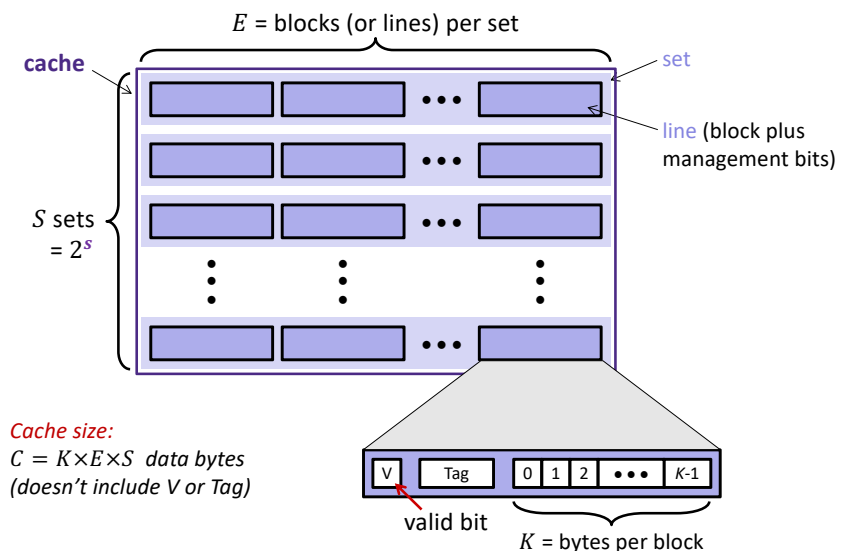 E = blocks (or lines) per set
cache
set
line (block plus
management bits)
S sets
= 2^s
Cache size:
C = K×E×S data bytes
(doesn't include V or Tag)
V
Tag
0
1
2
K-1
valid bit
K = bytes per block